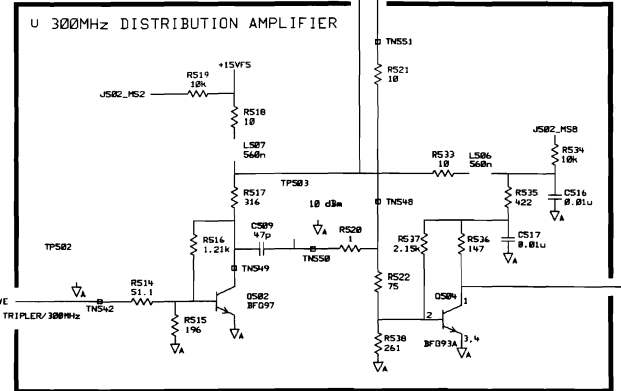 U 300MHz DISTRIBUTION AMPLIFIER
TN551
R521
10
+15VFS
R519
10k
J502_MS2
R518
10
L507
560n
J502_MS8
R533
10
L506
560n
R534
10k
R517
316
TP503
10 dBm
TN548
R535
422
C516
0.01u
A
C509
47p
A
R520
1
R537
2.15k
R536
147
C517
0.01u
A
TP502
R516
1.21k
TN550
TN549
R522
75
A
R514
51.1
Q502
BFQ97
Q504
1
VE
TN542
TRIPLER/300MHz
R515
196
2
A
A
R538
261
BFG93A
3,4
A
A